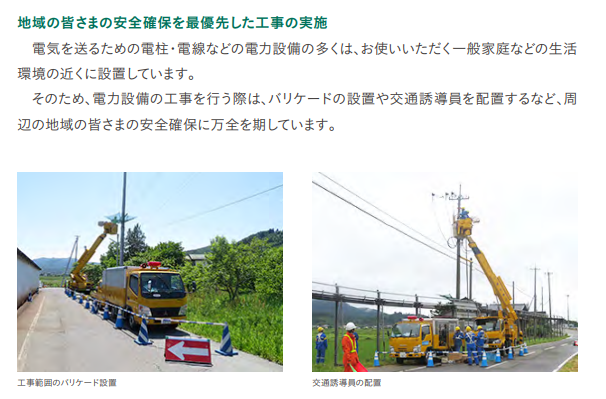 地域の皆さまの安全確保を最優先した工事の実施
電気を送るための電柱・電線などの電力設備の多くは、お使いいただく一般家庭などの生活
環境の近くに設置しています。
そのため、電力設備の工事を行う際は、バリケードの設置や交通誘導員を配置するなど、周
辺の地域の皆さまの安全確保に万全を期しています。
工事範囲のバリケード設置
交通誘導員の配置